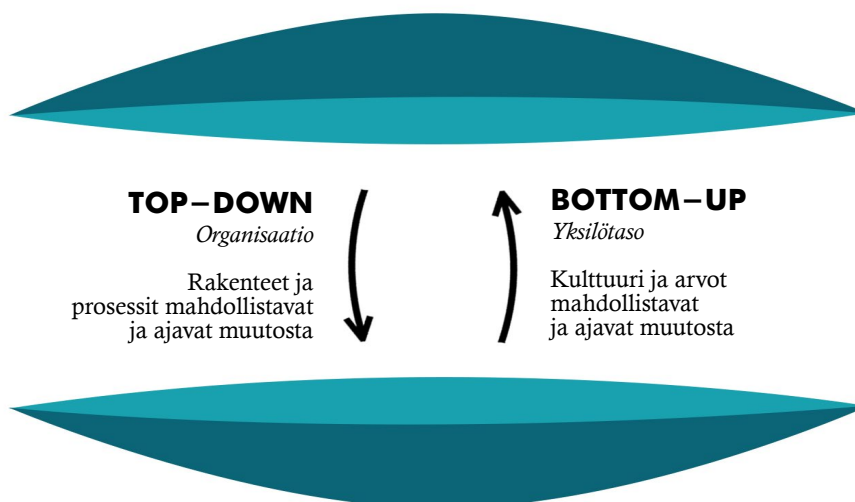 TOP–DOWN
Organisaatio
Rakenteet ja
prosessit mahdollistavat
ja ajavat muutosta
BOTTOM–UP
Yksilötaso
Kulttuuri ja arvot
mahdollistavat
ja ajavat muutosta